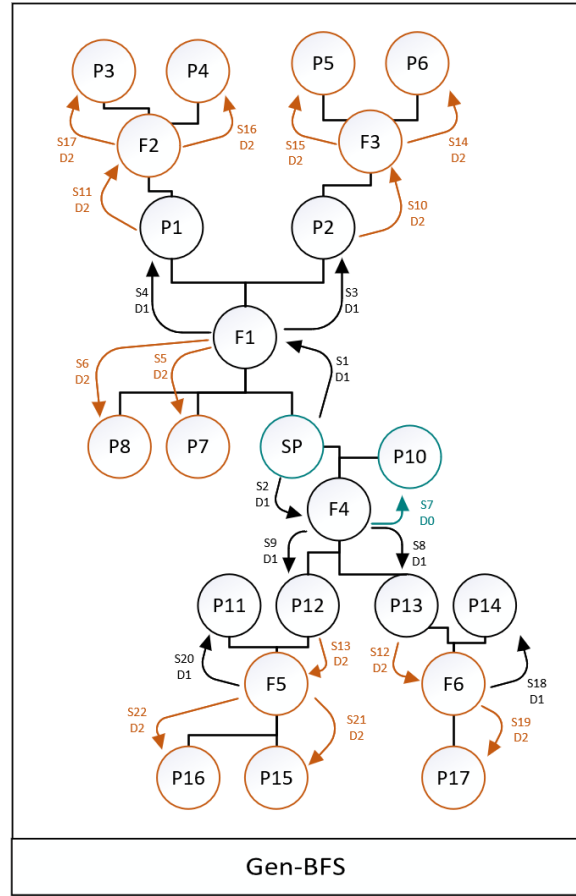 P3
P4
P5
P6
S17
D2
F2
S16
D2
S15
D2
F3
S14
D2
S11
D2
S10
D2
P1
P2
S4
D1
S3
D1
F1
S6
D2
S5
D2
S1
D1
P8
P7
SP
P10
S2
D1
F4
S7
D0
S9
D1
S8
D1
P11
P12
P13
P14
S20
D1
S13
D2
S12
D2
F5
F6
S18
D1
S22
D2
S21
D2
S19
D2
P16
P15
P17
Gen-BFS